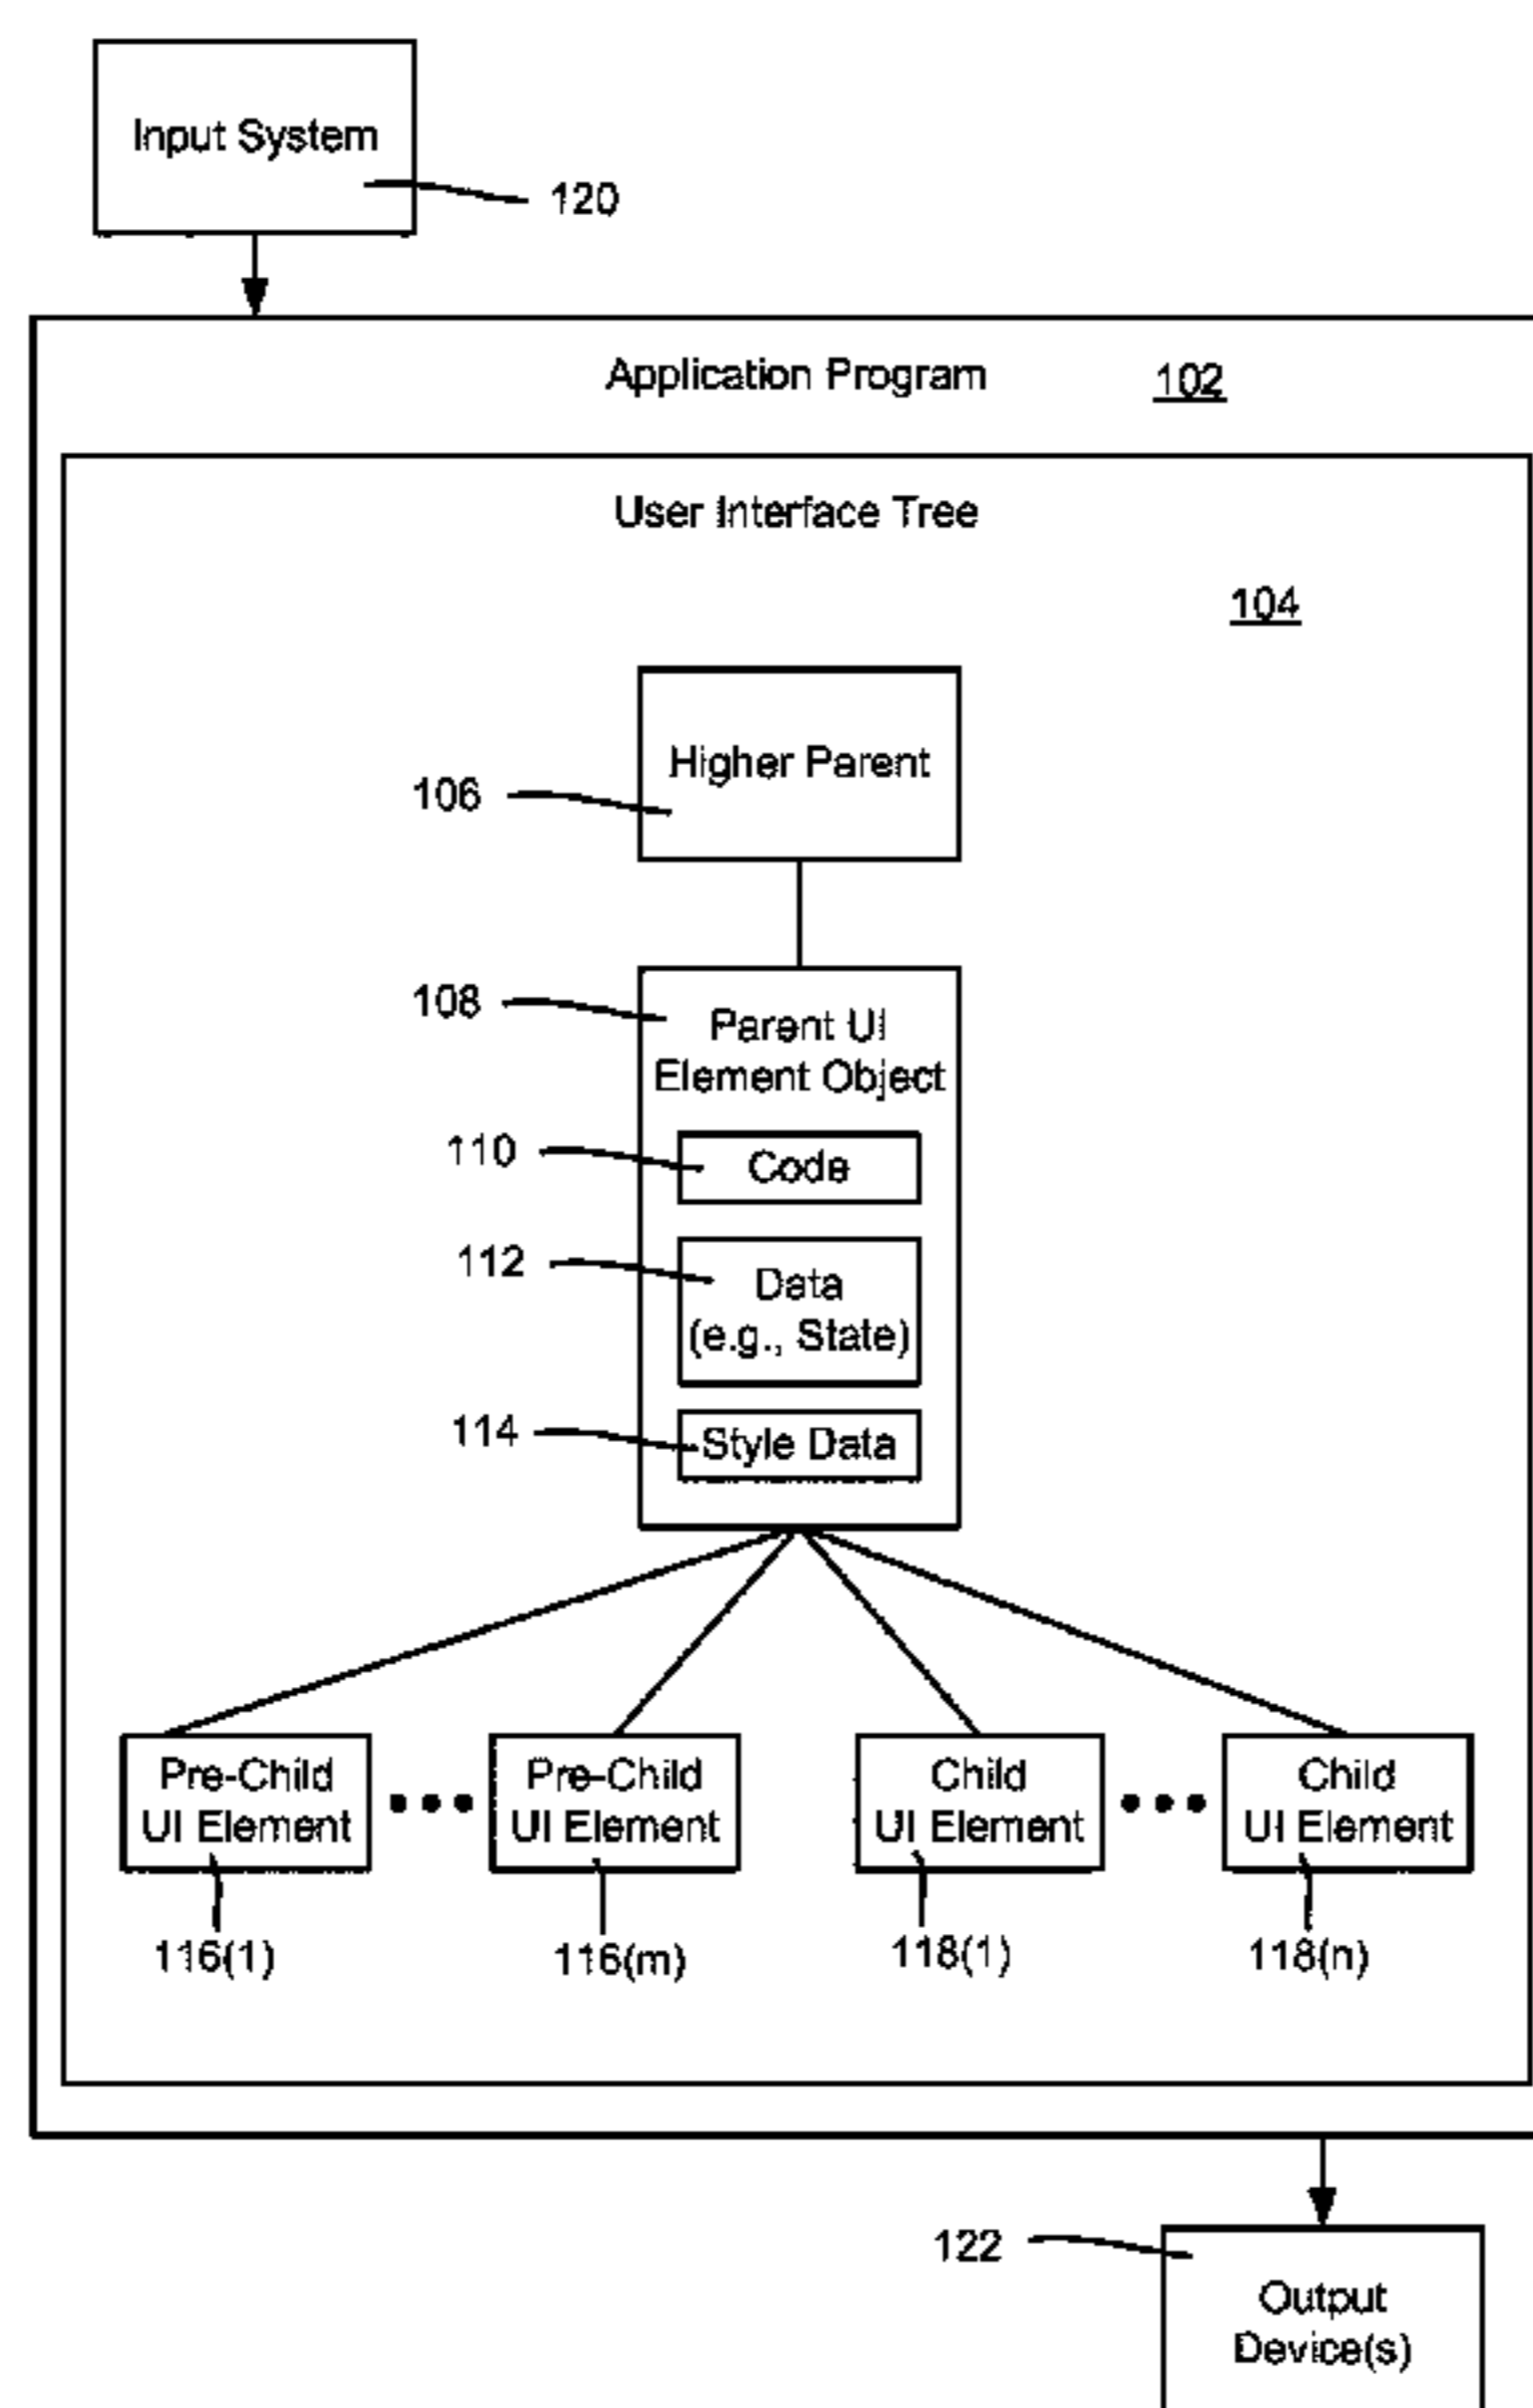 Input System
120
Application Program 102
User Interface Tree
104
Higher Parent
106
108
Parent UI
Element Object
110
Code
112
Data
(e.g., State)
114
Style Data
Pre-Child
UI Element
Pre-Child
UI Element
Child
UI Element
Child
UI Element
116(1)
116(m)
118(1)
118(n)
122
Output
Device(s)